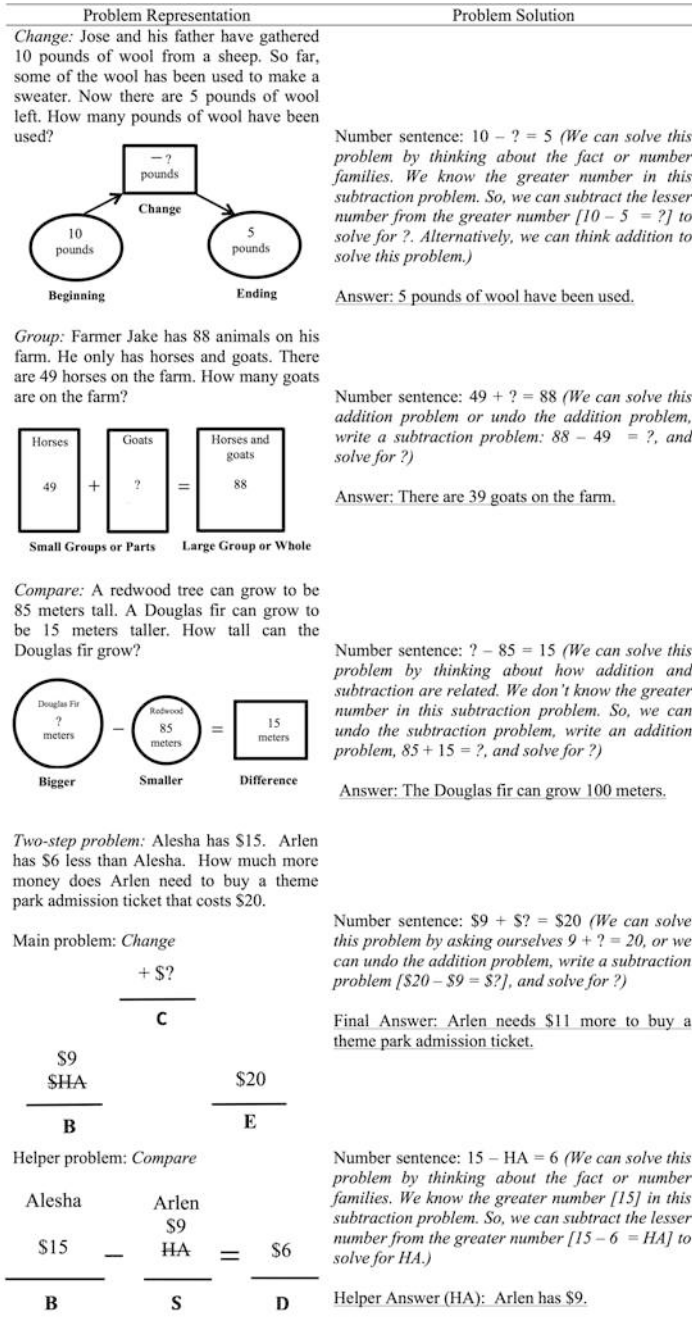 Problem Representation
Problem Solution
Change: Jose and his father have gathered
10 pounds of wool from a sheep. So far,
some of the wool has been used to make a
sweater. Now there are 5 pounds of wool
left. How many pounds of wool have been
used?
− ?
pounds
Change
10
pounds
5
pounds
Beginning
Ending
Number sentence: 10 − ? = 5 (We can solve this
problem by thinking about the fact or number
families. We know the greater number in this
subtraction problem. So, we can subtract the lesser
number from the greater number [10 − 5 = ?] to
solve for ?. Alternatively, we can think addition to
solve this problem.)
Answer: 5 pounds of wool have been used.
Group: Farmer Jake has 88 animals on his
farm. He only has horses and goats. There
are 49 horses on the farm. How many goats
are on the farm?
Horses
Goats
Horses and
goats
49 + ? = 88
Small Groups or Parts Large Group or Whole
Number sentence: 49 + ? = 88 (We can solve this
addition problem or undo the addition problem,
write a subtraction problem: 88 − 49 = ?, and
solve for ?)
Answer: There are 39 goats on the farm.
Compare: A redwood tree can grow to be
85 meters tall. A Douglas fir can grow to
be 15 meters taller. How tall can the
Douglas fir grow?
Douglas Fir
?
meters
−
Redwood
85
meters
=
15
meters
Bigger Smaller Difference
Number sentence: ? − 85 = 15 (We can solve this
problem by thinking about how addition and
subtraction are related. We don't know the greater
number in this subtraction problem. So, we can
undo the subtraction problem, write an addition
problem, 85 + 15 = ?, and solve for ?)
Answer: The Douglas fir can grow 100 meters.
Two-step problem: Alesha has $15. Arlen
has $6 less than Alesha. How much more
money does Arlen need to buy a theme
park admission ticket that costs $20.
Main problem: Change
+ $?
C
$9
$HA
$20
B
E
Number sentence: $9 + $? = $20 (We can solve
this problem by asking ourselves 9 + ? = 20, or we
can undo the addition problem, write a subtraction
problem [$20 − $9 = $?], and solve for ?)
Final Answer: Arlen needs $11 more to buy a
theme park admission ticket.
Helper problem: Compare
Alesha
Arlen
$9
$15 − HA = $6
B S D
Number sentence: 15 − HA = 6 (We can solve this
problem by thinking about the fact or number
families. We know the greater number [15] in this
subtraction problem. So, we can subtract the lesser
number from the greater number [15 − 6 = HA] to
solve for HA.)
Helper Answer (HA): Arlen has $9.